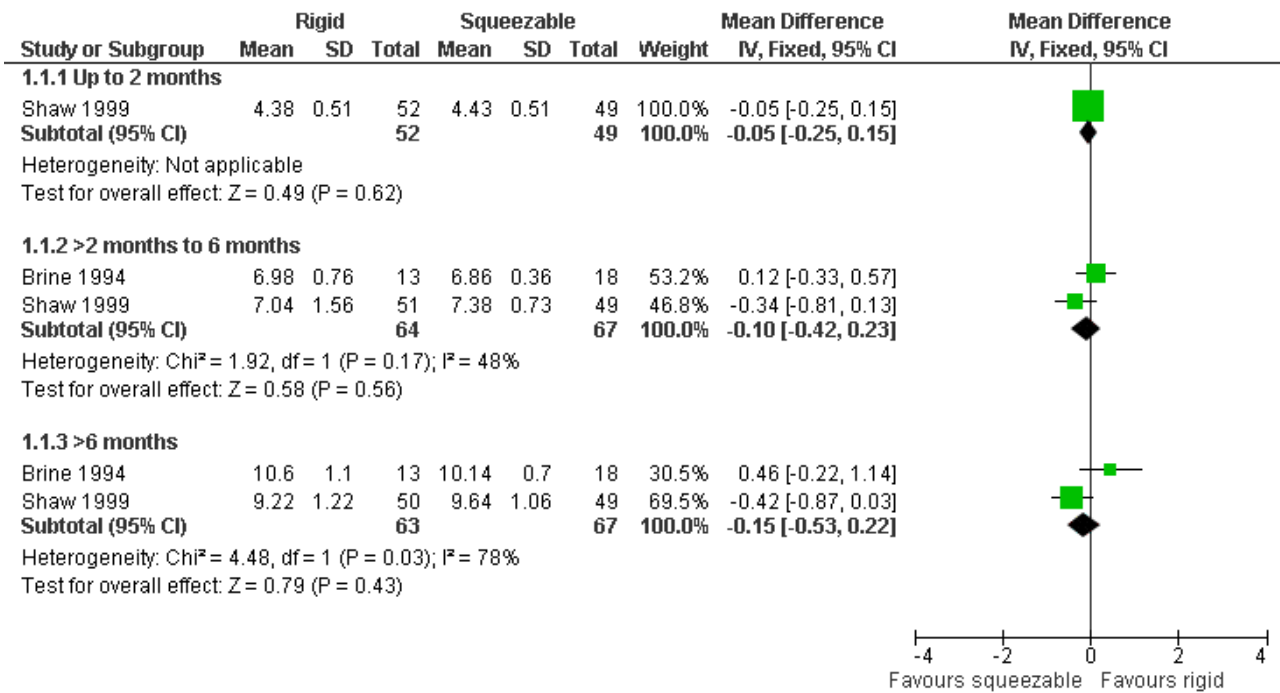 Rigid Squeezable Mean Difference Mean Difference
Study or Subgroup Mean SD Total Mean SD Total Weight IV, Fixed, 95% CI IV, Fixed, 95% CI
1.1.1 Up to 2 months
Shaw 1999 4.38 0.51 52 4.43 0.51 49 100.0% -0.05 [-0.25, 0.15]
Subtotal (95% CI) 52 49 100.0% -0.05 [-0.25, 0.15]
Heterogeneity: Not applicable
Test for overall effect: Z = 0.49 (P = 0.62)
1.1.2 >2 months to 6 months
Brine 1994 6.98 0.76 13 6.86 0.36 18 53.2% 0.12 [-0.33, 0.57]
Shaw 1999 7.04 1.56 51 7.38 0.73 49 46.8% -0.34 [-0.81, 0.13]
Subtotal (95% CI) 64 67 100.0% -0.10 [-0.42, 0.23]
Heterogeneity: Chi² = 1.92, df = 1 (P = 0.17); I² = 48%
Test for overall effect: Z = 0.58 (P = 0.56)
1.1.3 >6 months
Brine 1994 10.6 1.1 13 10.14 0.7 18 30.5% 0.46 [-0.22, 1.14]
Shaw 1999 9.22 1.22 50 9.64 1.06 49 69.5% -0.42 [-0.87, 0.03]
Subtotal (95% CI) 63 67 100.0% -0.15 [-0.53, 0.22]
Heterogeneity: Chi² = 4.48, df = 1 (P = 0.03); I² = 78%
Test for overall effect: Z = 0.79 (P = 0.43)
-4 -2 0 2 4
Favours squeezable Favours rigid